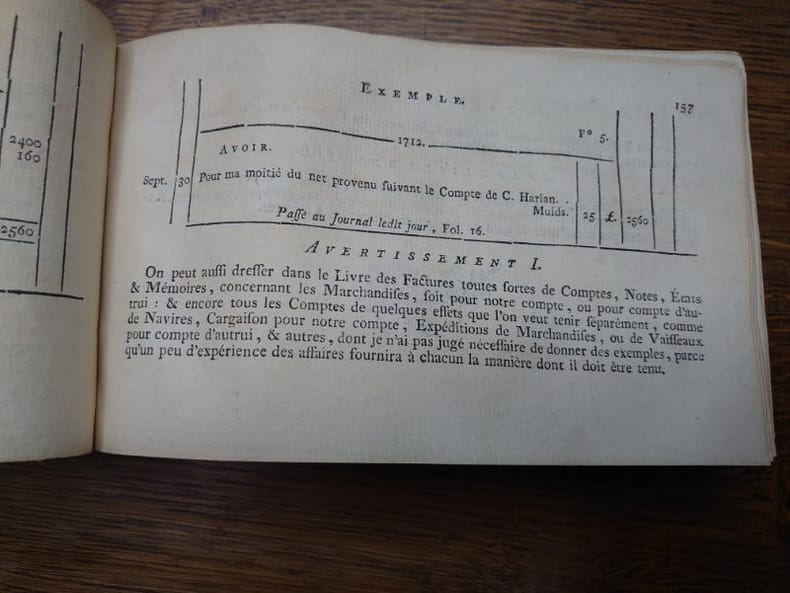 2400
160
2560
EXEMPLE.
157
1712.
Fº 5.
AVOIR.
Sept. 30 Pour ma moitié du net provenu ſuivant le Compte de C. Harlan. .
Muids. 25 £. 2560
Paſſé au Journal ledit jour, Fol. 16.
AVERTISSEMENT I.
On peut auſſi dreſſer dans le Livre des Factures toutes ſortes de Comptes, Notes, États
& Mémoires, concernant les Marchandiſes, ſoit pour notre compte, ou pour compte d'au-
trui : & encore tous les Comptes de quelques effets que l'on veut tenir ſéparément, comme
de Navires, Cargaiſon pour notre compte, Expéditions de Marchandiſes, ou de Vaiſſeaux
pour compte d'autrui, & autres, dont je n'ai pas jugé néceſſaire de donner des exemples, parce
qu'un peu d'expérience des affaires fournira à chacun la manière dont il doit être tenu.